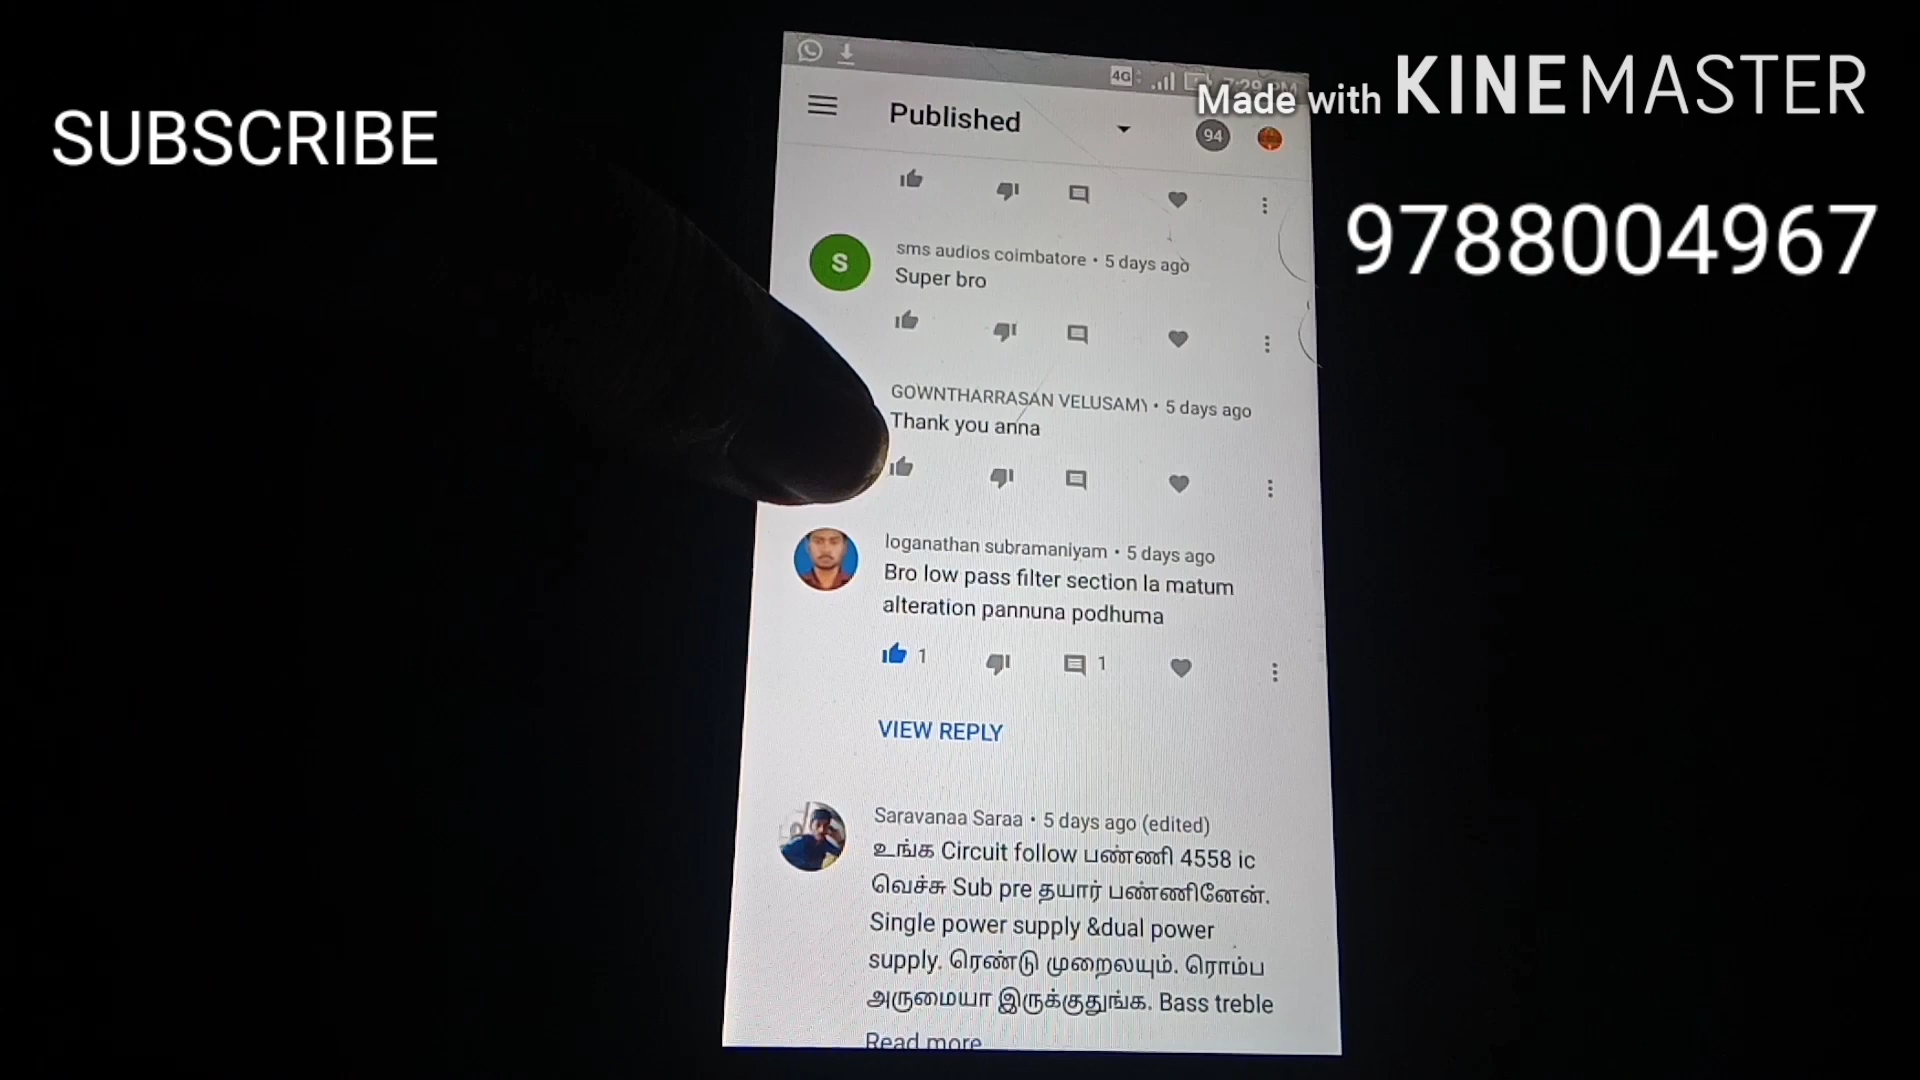 SUBSCRIBE
Made with KINEMASTER
9788004967
4G
Published
94
S
sms audios coimbatore • 5 days ago
Super bro
GOWNTHARRASAN VELUSAMY • 5 days ago
Thank you anna
loganathan subramaniyam • 5 days ago
Bro low pass filter section la matum
alteration pannuna podhuma
1
1
VIEW REPLY
Saravanaa Saraa • 5 days ago (edited)
உங்க Circuit follow பண்ணி 4558 ic
வெச்சு Sub pre தயார் பண்ணினேன்.
Single power supply &dual power
supply. ரெண்டு முறைலயும். ரொம்ப
அருமையா இருக்குதுங்க. Bass treble
Read more